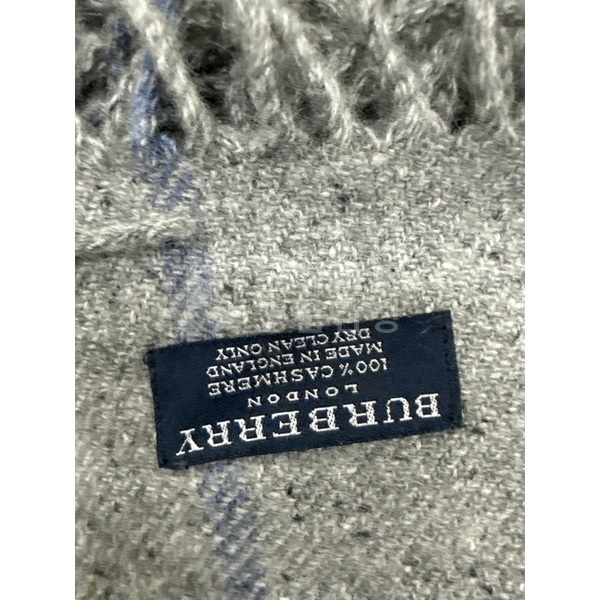 BURBERRY
LONDON
100% CASHMERE
MADE IN ENGLAND
DRY CLEAN ONLY